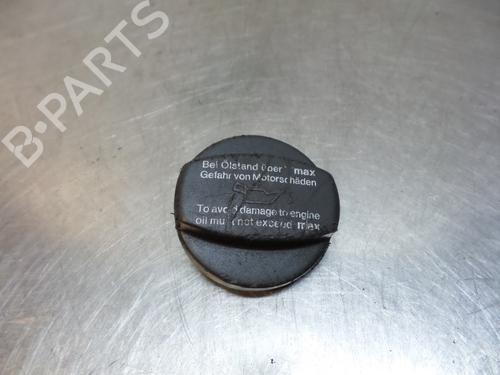 B-PARTS
Bei Ölstand über max
Gefahr von Motorschäden
To avoid damage to engine
oil must not exceed max